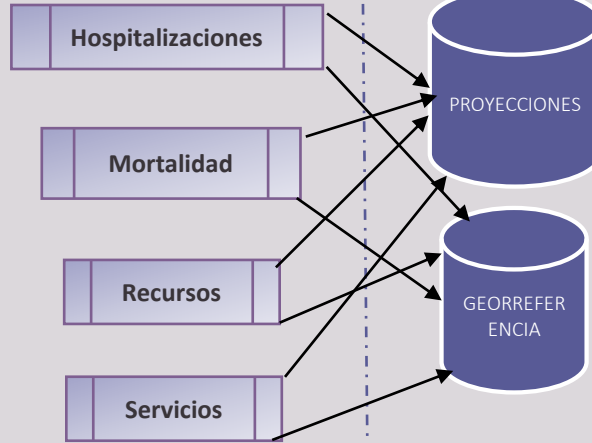 Hospitalizaciones
PROYECCIONES
Mortalidad
Recursos
GEORREFER
ENCIA
Servicios